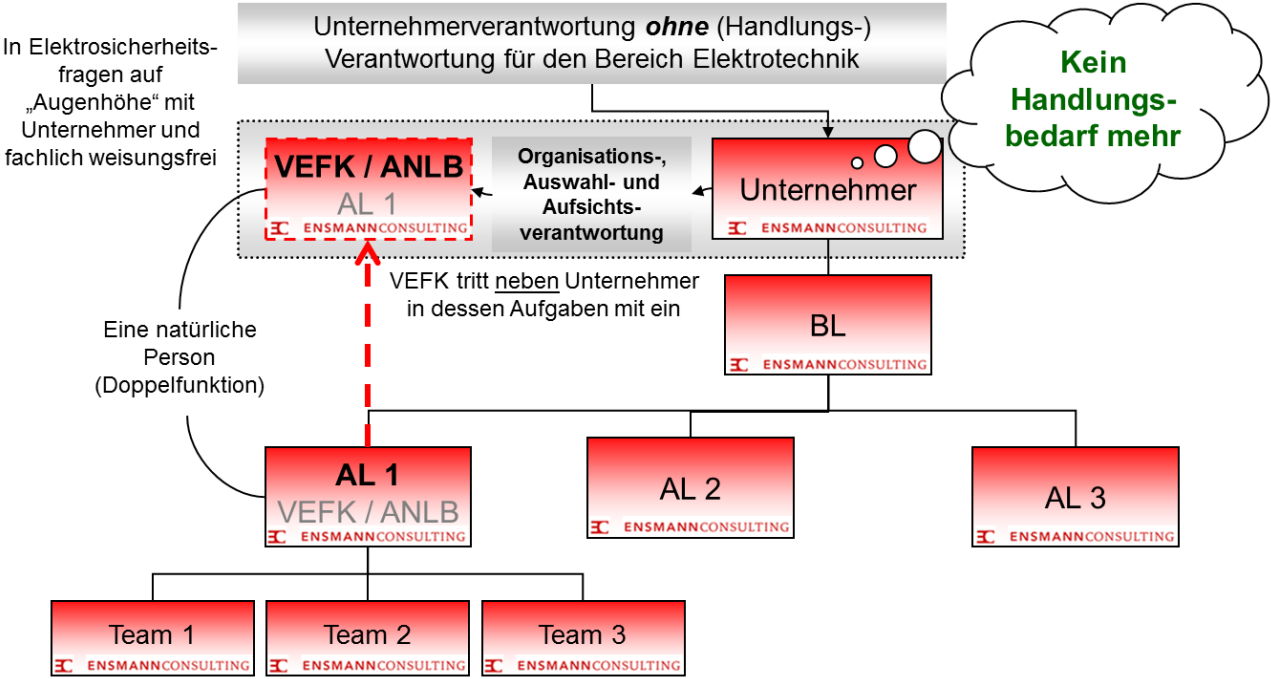 Unternehmerverantwortung ohne (Handlungs-)
Verantwortung für den Bereich Elektrotechnik
In Elektrosicherheits-
fragen auf
„Augenhöhe“ mit
Unternehmer und
fachlich weisungsfrei
Kein
Handlungs-
bedarf mehr
VEFK / ANLB
AL 1
ENSMANNCONSULTING
Organisations-,
Auswahl- und
Aufsichts-
verantwortung
Unternehmer
ENSMANNCONSULTING
VEFK tritt neben Unternehmer
in dessen Aufgaben mit ein
BL
ENSMANNCONSULTING
Eine natürliche
Person
(Doppelfunktion)
AL 1
VEFK / ANLB
ENSMANNCONSULTING
AL 2
ENSMANNCONSULTING
AL 3
ENSMANNCONSULTING
Team 1
ENSMANNCONSULTING
Team 2
ENSMANNCONSULTING
Team 3
ENSMANNCONSULTING